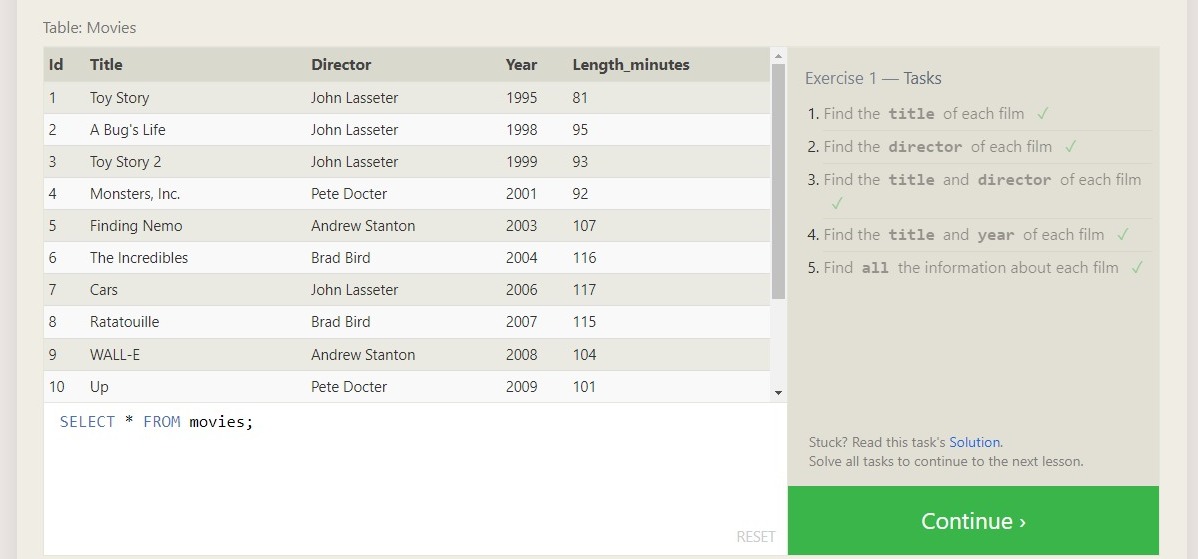 Table: Movies
Id Title Director Year Length_minutes
1 Toy Story John Lasseter 1995 81
2 A Bug's Life John Lasseter 1998 95
3 Toy Story 2 John Lasseter 1999 93
4 Monsters, Inc. Pete Docter 2001 92
5 Finding Nemo Andrew Stanton 2003 107
6 The Incredibles Brad Bird 2004 116
7 Cars John Lasseter 2006 117
8 Ratatouille Brad Bird 2007 115
9 WALL-E Andrew Stanton 2008 104
10 Up Pete Docter 2009 101
SELECT * FROM movies;
RESET
Exercise 1 — Tasks
1. Find the title of each film ✓
2. Find the director of each film ✓
3. Find the title and director of each film
✓
4. Find the title and year of each film ✓
5. Find all the information about each film ✓
Stuck? Read this task's Solution.
Solve all tasks to continue to the next lesson.
Continue ›